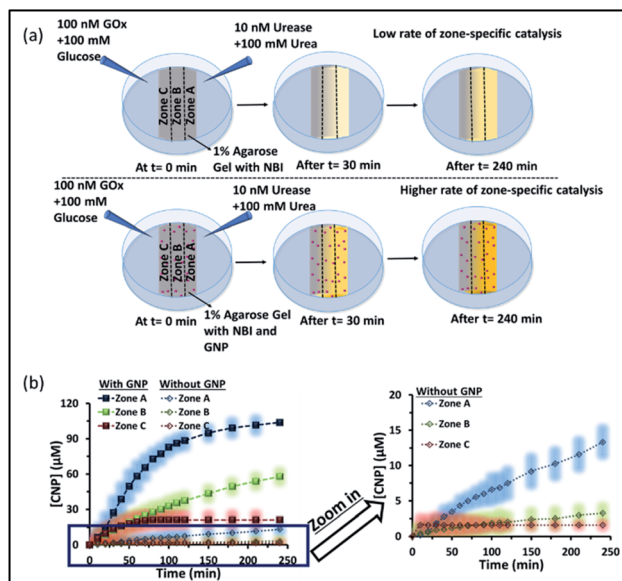 (a)
100 nM GOx
+100 mM
Glucose
10 nM Urease
+100 mM Urea
Low rate of zone-specific catalysis
Zone C
Zone B
Zone A
At t= 0 min
1% Agarose
Gel with NBI
After t= 30 min
After t= 240 min
100 nM GOx
+100 mM
Glucose
10 nM Urease
+100 mM Urea
Higher rate of zone-specific catalysis
Zone C
Zone B
Zone A
At t= 0 min
1% Agarose Gel
with NBI and
GNP
After t= 30 min
After t= 240 min
(b)
With GNP
Without GNP
Zone A
Zone A
Zone B
Zone B
Zone C
Zone C
[CNP] (µM)
120
90
60
30
0
0 50 100 150 200 250
Time (min)
Zoom in
Without GNP
Zone A
Zone B
Zone C
[CNP] (µM)
20
15
10
5
0
0 50 100 150 200 250
Time (min)